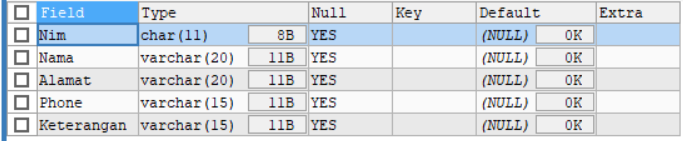 Field Type Null Key Default Extra
Nim char(11) 8B YES (NULL) 0K
Nama varchar(20) 11B YES (NULL) 0K
Alamat varchar(20) 11B YES (NULL) 0K
Phone varchar(15) 11B YES (NULL) 0K
Keterangan varchar(15) 11B YES (NULL) 0K